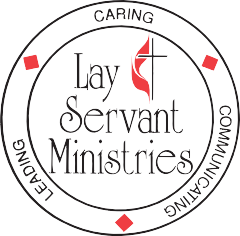 CARING
Lay
Servant
Ministries
LEADING
COMMUNICATING